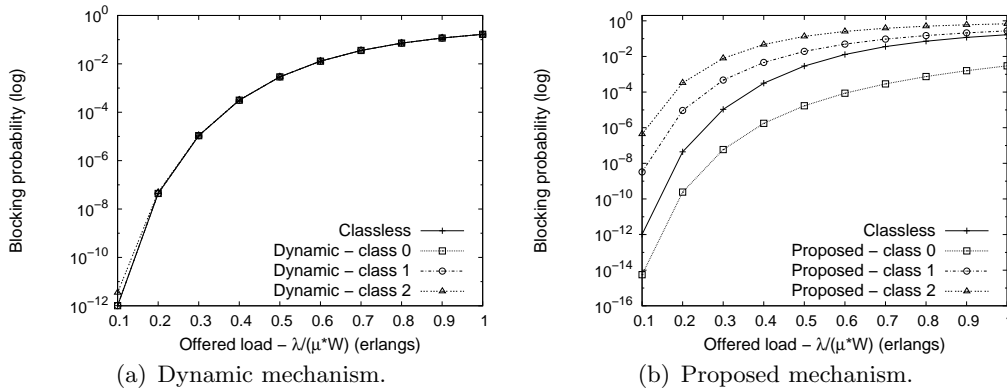 10^0
10^-2
10^-4
10^-6
10^-8
10^-10
10^-12
Blocking probability (log)
Classless
Dynamic − class 0
Dynamic − class 1
Dynamic − class 2
0.1 0.2 0.3 0.4 0.5 0.6 0.7 0.8 0.9 1
Offered load − λ/(μ*W) (erlangs)
(a) Dynamic mechanism.
10^0
10^-2
10^-4
10^-6
10^-8
10^-10
10^-12
10^-14
10^-16
Blocking probability (log)
Classless
Proposed − class 0
Proposed − class 1
Proposed − class 2
0.1 0.2 0.3 0.4 0.5 0.6 0.7 0.8 0.9 1
Offered load − λ/(μ*W) (erlangs)
(b) Proposed mechanism.